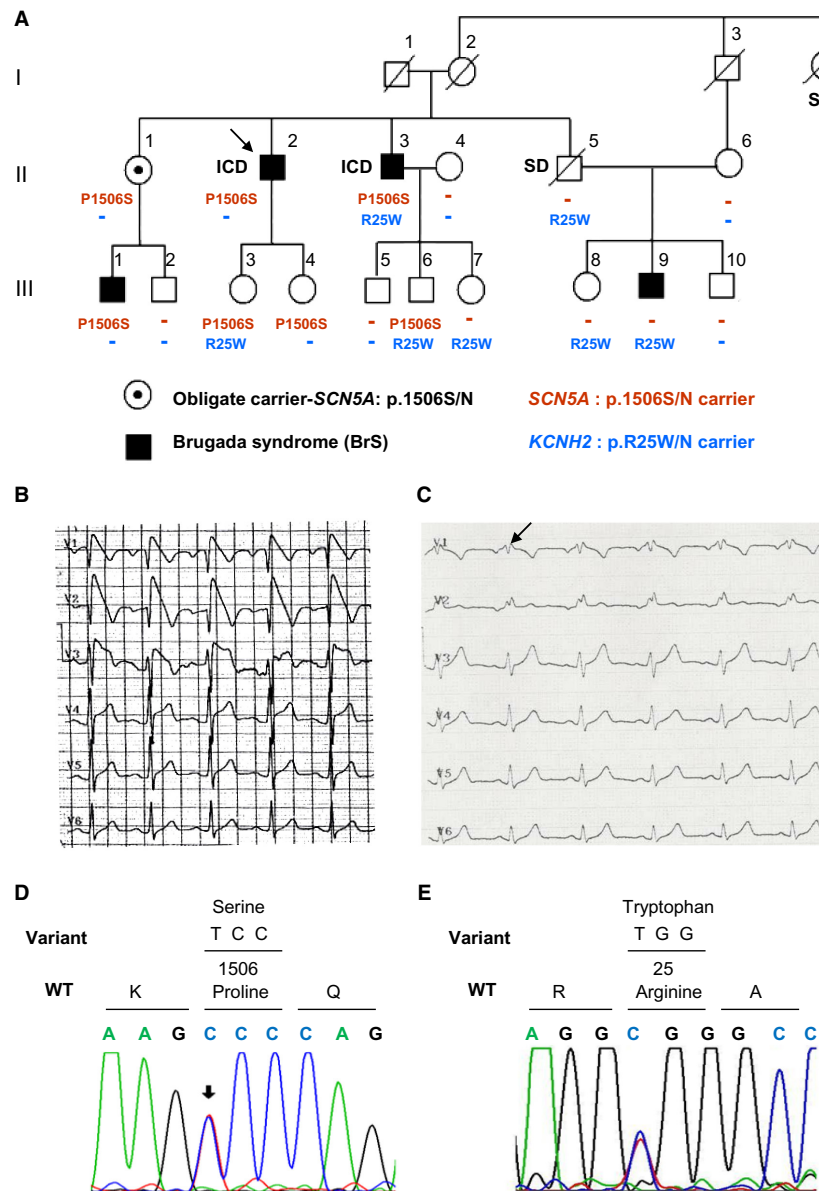 A
1 2 3
I
S
1 2 3 4 5 6
II ICD ICD SD
P1506S P1506S P1506S - - -
- - R25W - R25W -
1 2 3 4 5 6 7 8 9 10
III
P1506S - P1506S P1506S - P1506S - - - -
- - R25W - - R25W R25W R25W R25W -
Obligate carrier-SCN5A: p.1506S/N SCN5A : p.1506S/N carrier
Brugada syndrome (BrS) KCNH2 : p.R25W/N carrier
B C
V1 V1
V2 V2
V3 V3
V4 V4
V5 V5
V6 V6
D E
Serine Tryptophan
Variant T C C Variant T G G
1506 25
WT K Proline Q WT R Arginine A
A A G C C C C A G A G G C G G G C C